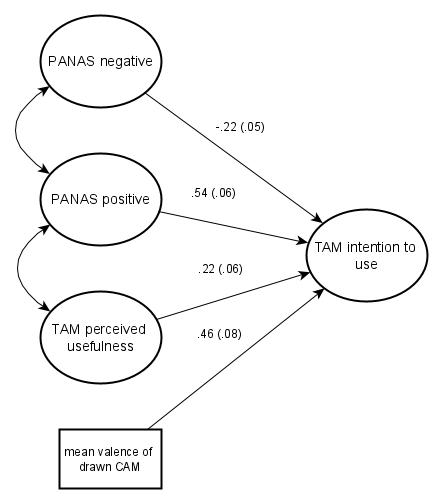 PANAS negative
-.22 (.05)
PANAS positive
.54 (.06)
TAM intention to
use
.22 (.06)
TAM perceived
usefulness
.46 (.08)
mean valence of
drawn CAM